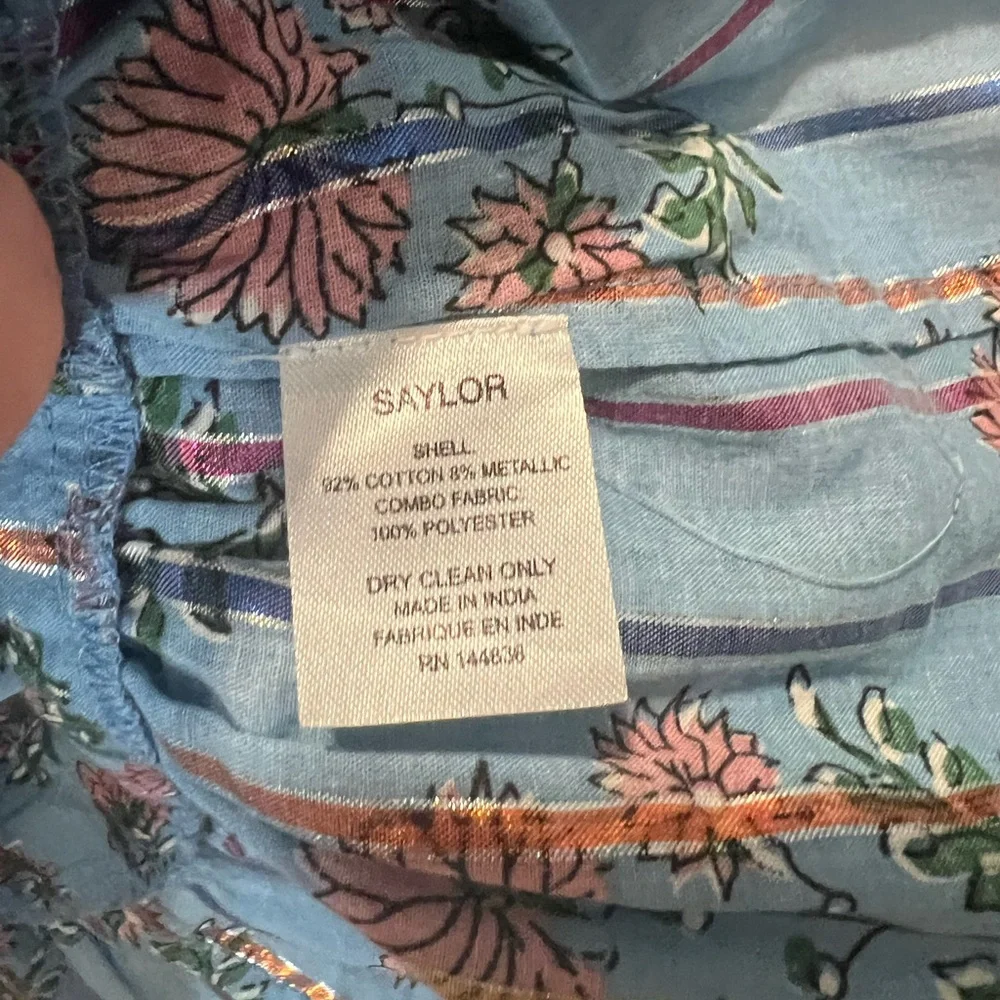 SAYLOR
SHELL
92% COTTON 8% METALLIC
COMBO FABRIC
100% POLYESTER
DRY CLEAN ONLY
MADE IN INDIA
FABRIQUE EN INDE
RN 144636